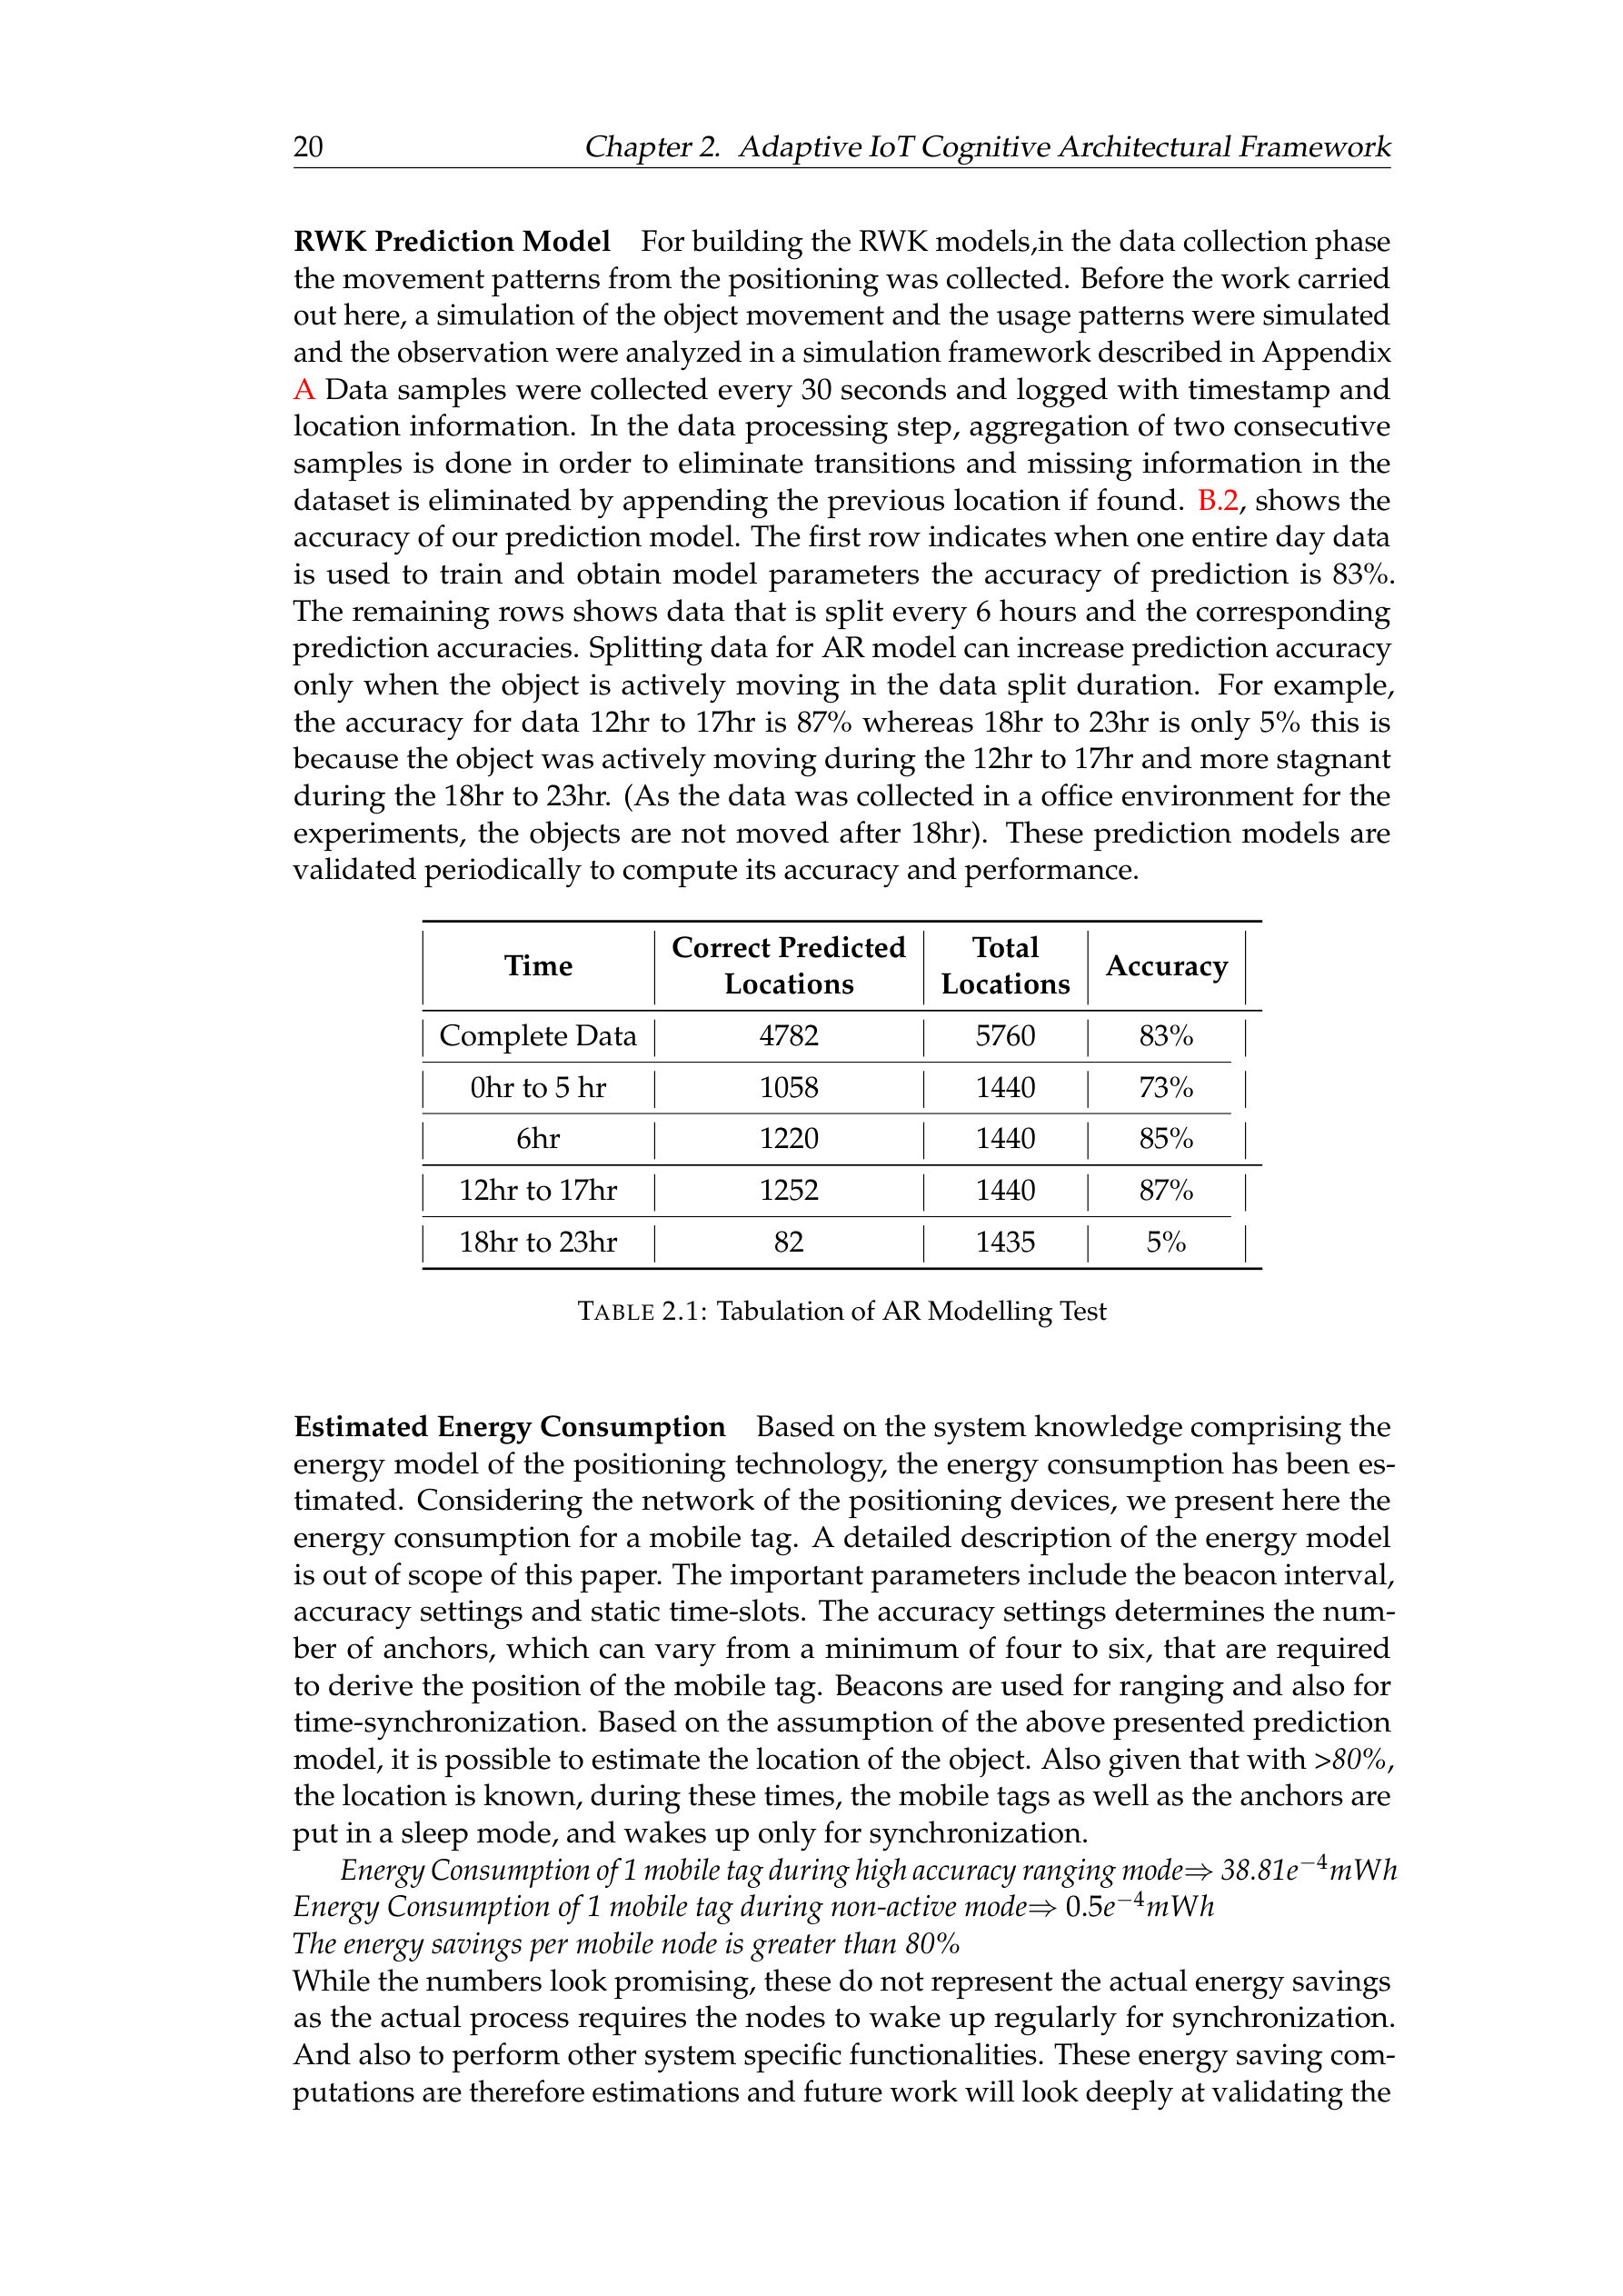 20 Chapter 2. Adaptive IoT Cognitive Architectural Framework
RWK Prediction Model For building the RWK models,in the data collection phase
the movement patterns from the positioning was collected. Before the work carried
out here, a simulation of the object movement and the usage patterns were simulated
and the observation were analyzed in a simulation framework described in Appendix
A Data samples were collected every 30 seconds and logged with timestamp and
location information. In the data processing step, aggregation of two consecutive
samples is done in order to eliminate transitions and missing information in the
dataset is eliminated by appending the previous location if found. B.2, shows the
accuracy of our prediction model. The first row indicates when one entire day data
is used to train and obtain model parameters the accuracy of prediction is 83%.
The remaining rows shows data that is split every 6 hours and the corresponding
prediction accuracies. Splitting data for AR model can increase prediction accuracy
only when the object is actively moving in the data split duration. For example,
the accuracy for data 12hr to 17hr is 87% whereas 18hr to 23hr is only 5% this is
because the object was actively moving during the 12hr to 17hr and more stagnant
during the 18hr to 23hr. (As the data was collected in a office environment for the
experiments, the objects are not moved after 18hr). These prediction models are
validated periodically to compute its accuracy and performance.
Time Correct Predicted Locations Total Locations Accuracy
Complete Data 4782 5760 83%
0hr to 5 hr 1058 1440 73%
6hr 1220 1440 85%
12hr to 17hr 1252 1440 87%
18hr to 23hr 82 1435 5%
TABLE 2.1: Tabulation of AR Modelling Test
Estimated Energy Consumption Based on the system knowledge comprising the
energy model of the positioning technology, the energy consumption has been es-
timated. Considering the network of the positioning devices, we present here the
energy consumption for a mobile tag. A detailed description of the energy model
is out of scope of this paper. The important parameters include the beacon interval,
accuracy settings and static time-slots. The accuracy settings determines the num-
ber of anchors, which can vary from a minimum of four to six, that are required
to derive the position of the mobile tag. Beacons are used for ranging and also for
time-synchronization. Based on the assumption of the above presented prediction
model, it is possible to estimate the location of the object. Also given that with >80%,
the location is known, during these times, the mobile tags as well as the anchors are
put in a sleep mode, and wakes up only for synchronization.
Energy Consumption of 1 mobile tag during high accuracy ranging mode⇒ 38.81e⁻⁴mWh
Energy Consumption of 1 mobile tag during non-active mode⇒ 0.5e⁻⁴mWh
The energy savings per mobile node is greater than 80%
While the numbers look promising, these do not represent the actual energy savings
as the actual process requires the nodes to wake up regularly for synchronization.
And also to perform other system specific functionalities. These energy saving com-
putations are therefore estimations and future work will look deeply at validating the